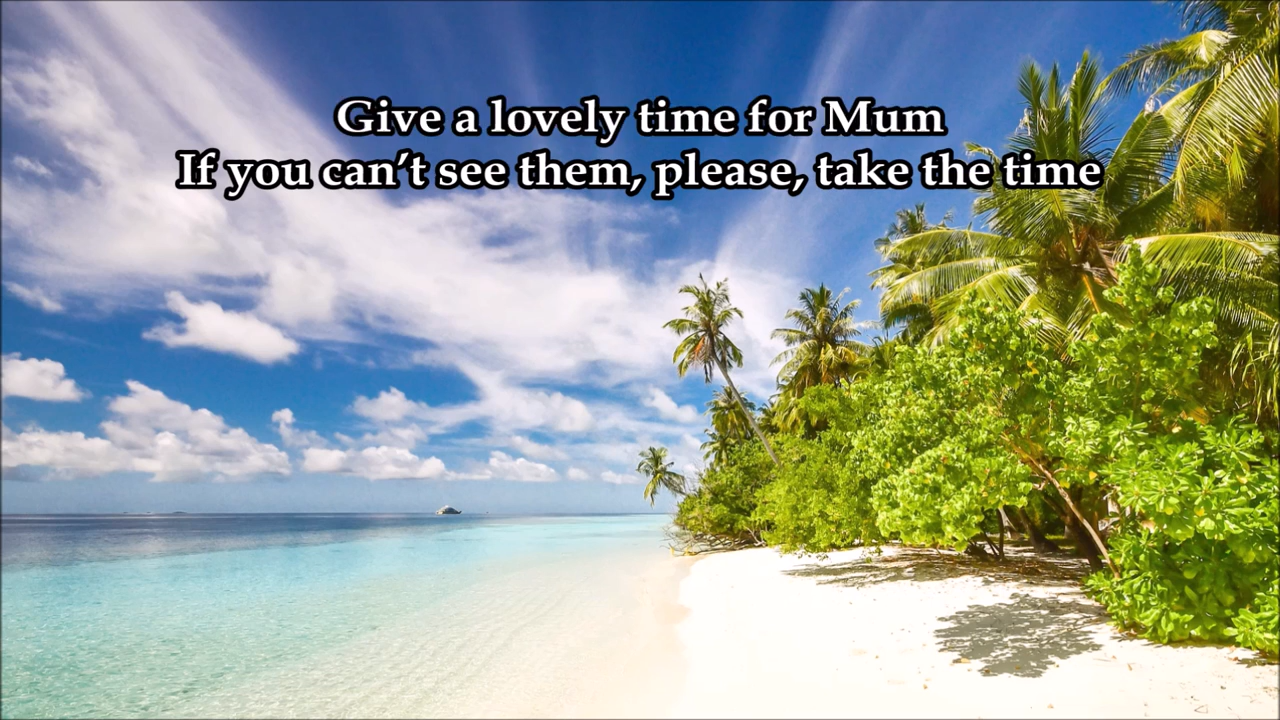 Give a lovely time for Mum
If you can’t see them, please, take the time